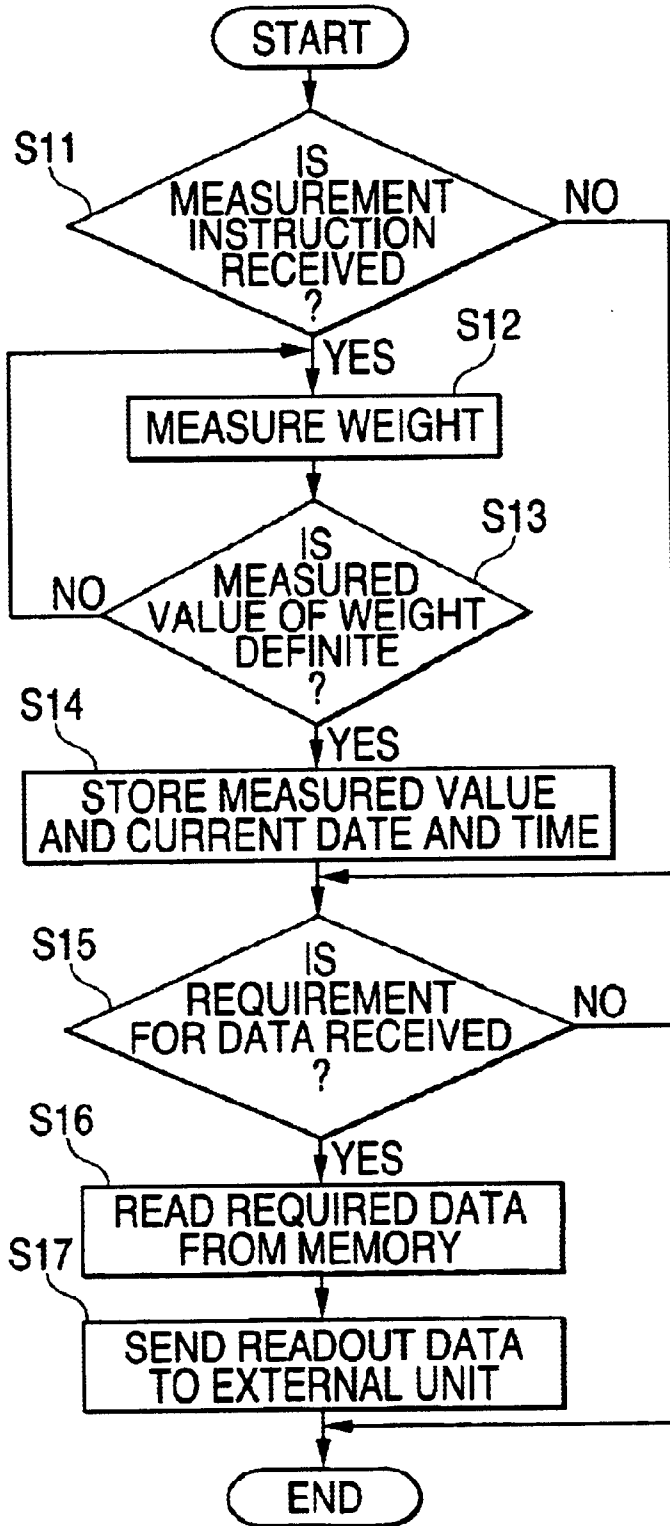 START
S11
IS
MEASUREMENT
INSTRUCTION
RECEIVED
?
NO
YES
S12
MEASURE WEIGHT
S13
IS
MEASURED
VALUE OF WEIGHT
DEFINITE
?
NO
YES
S14
STORE MEASURED VALUE
AND CURRENT DATE AND TIME
S15
IS
REQUIREMENT
FOR DATA RECEIVED
?
NO
YES
S16
READ REQUIRED DATA
FROM MEMORY
S17
SEND READOUT DATA
TO EXTERNAL UNIT
END